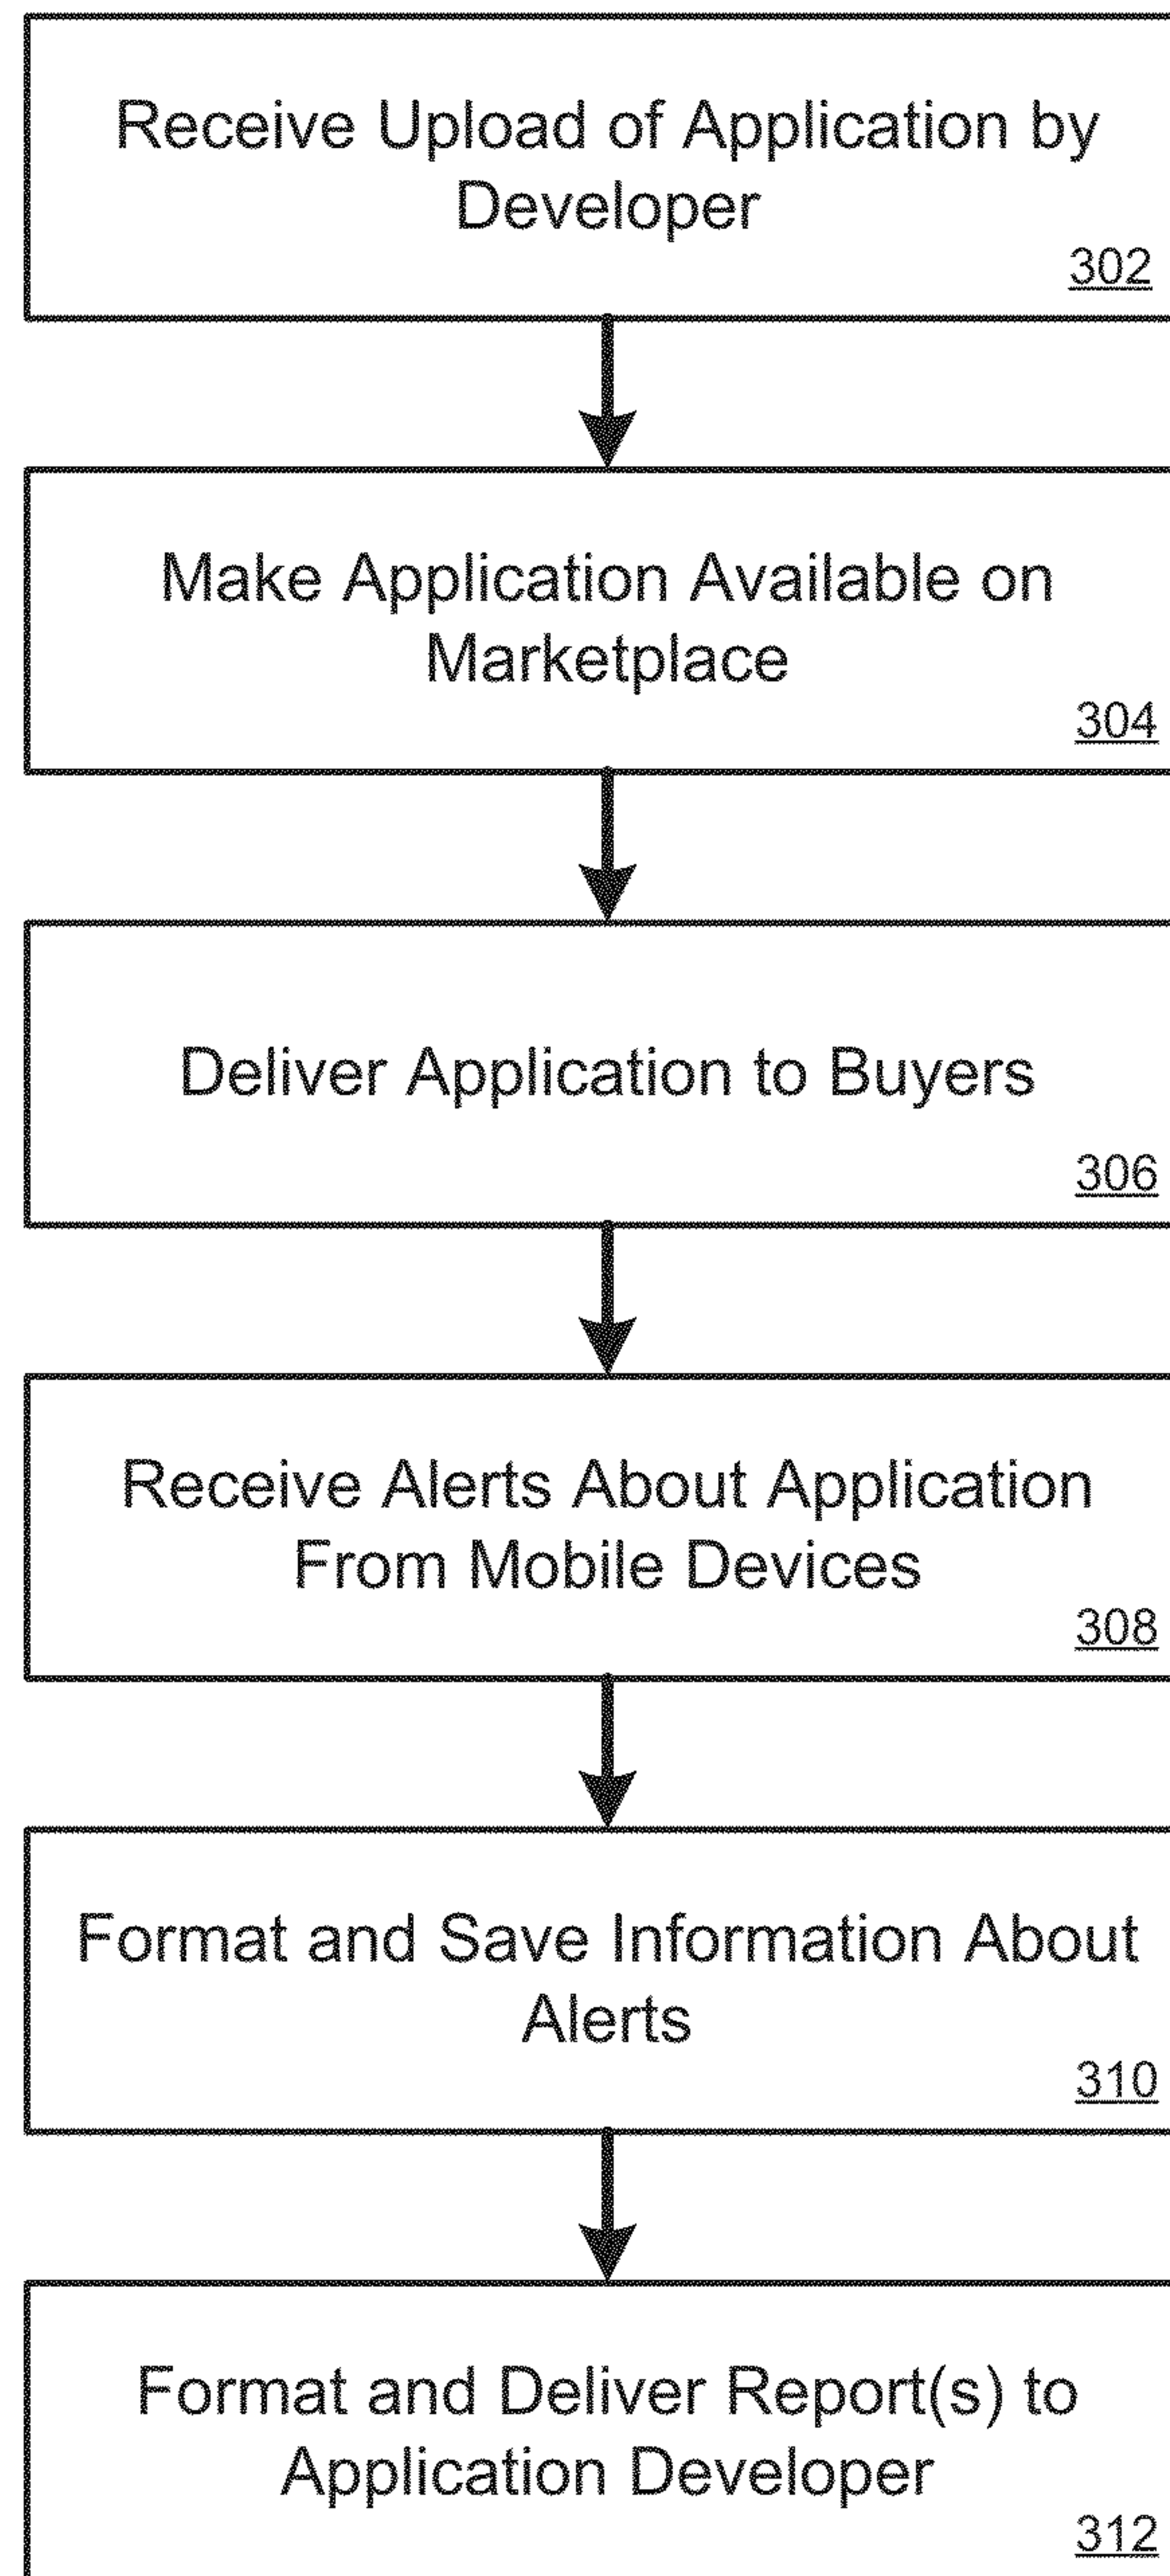 Receive Upload of Application by
Developer
302
Make Application Available on
Marketplace
304
Deliver Application to Buyers
306
Receive Alerts About Application
From Mobile Devices
308
Format and Save Information About
Alerts
310
Format and Deliver Report(s) to
Application Developer
312